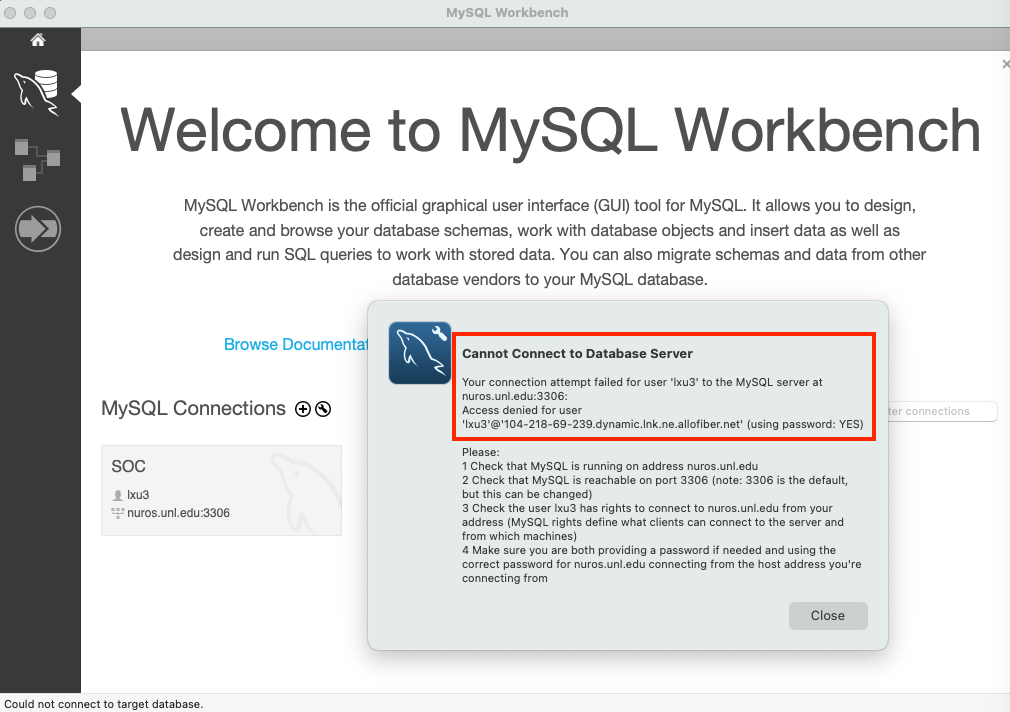 MySQL Workbench
Welcome to MySQL Workbench
MySQL Workbench is the official graphical user interface (GUI) tool for MySQL. It allows you to design,
create and browse your database schemas, work with database objects and insert data as well as
design and run SQL queries to work with stored data. You can also migrate schemas and data from other
database vendors to your MySQL database.
Browse Documentat
MySQL Connections
ter connections
SOC
lxu3
nuros.unl.edu:3306
Cannot Connect to Database Server
Your connection attempt failed for user 'lxu3' to the MySQL server at
nuros.unl.edu:3306:
Access denied for user
'lxu3'@'104-218-69-239.dynamic.lnk.ne.allofiber.net' (using password: YES)
Please:
1 Check that MySQL is running on address nuros.unl.edu
2 Check that MySQL is reachable on port 3306 (note: 3306 is the default,
but this can be changed)
3 Check the user lxu3 has rights to connect to nuros.unl.edu from your
address (MySQL rights define what clients can connect to the server and
from which machines)
4 Make sure you are both providing a password if needed and using the
correct password for nuros.unl.edu connecting from the host address you're
connecting from
Close
Could not connect to target database.